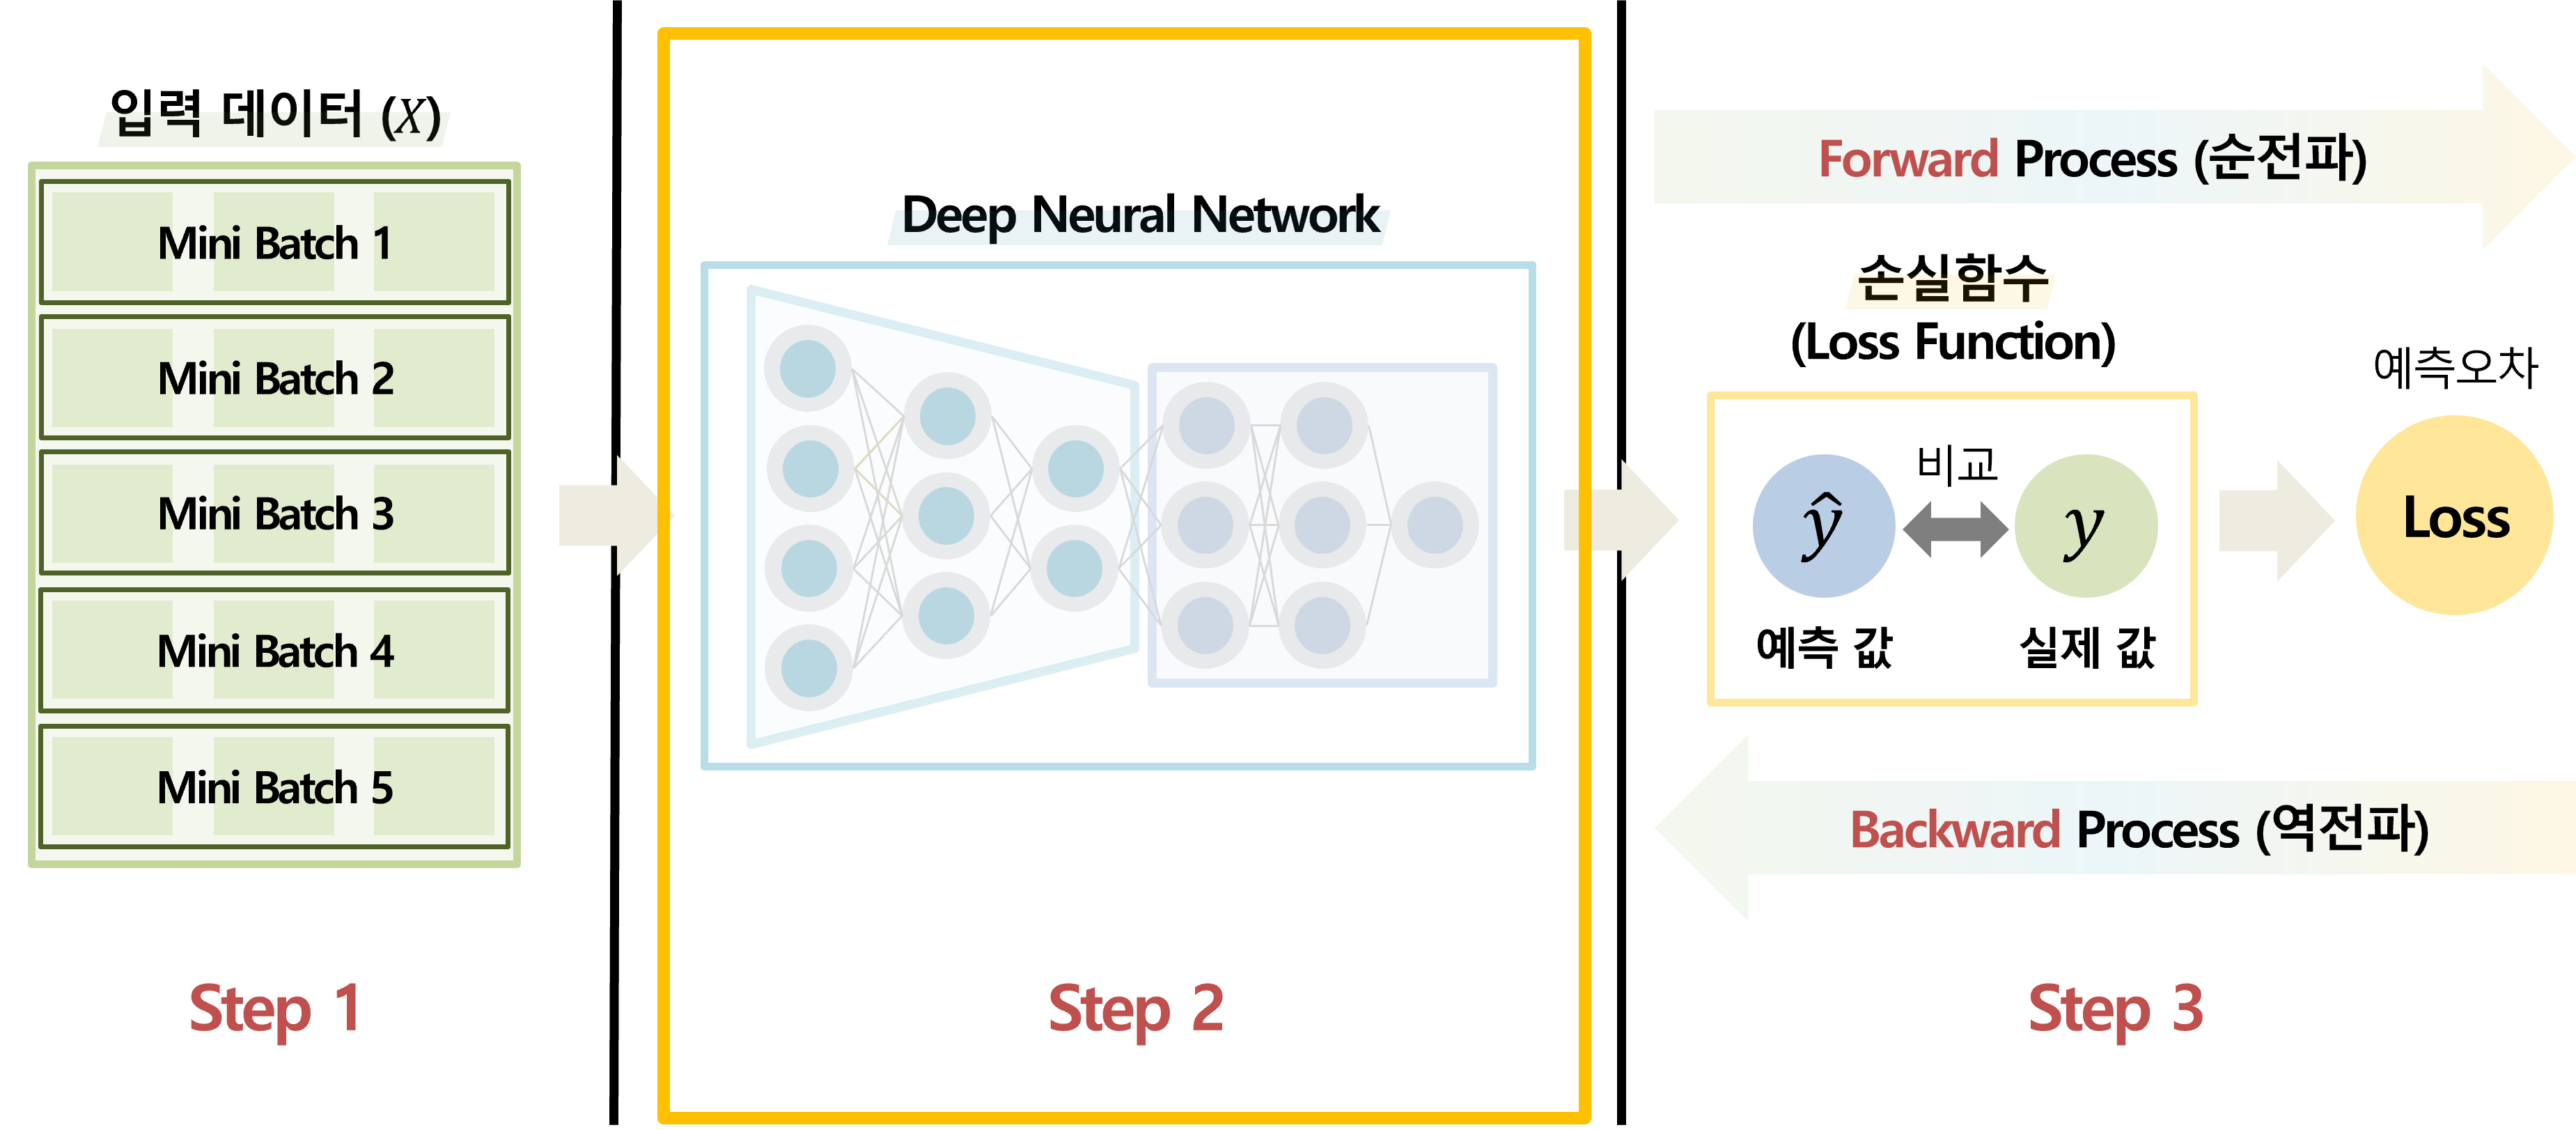 입력 데이터 (X)
Mini Batch 1
Mini Batch 2
Mini Batch 3
Mini Batch 4
Mini Batch 5
Step 1
Deep Neural Network
Step 2
Forward Process (순전파)
손실함수
(Loss Function)
예측오차
비교
ŷ
y
Loss
예측 값
실제 값
Backward Process (역전파)
Step 3